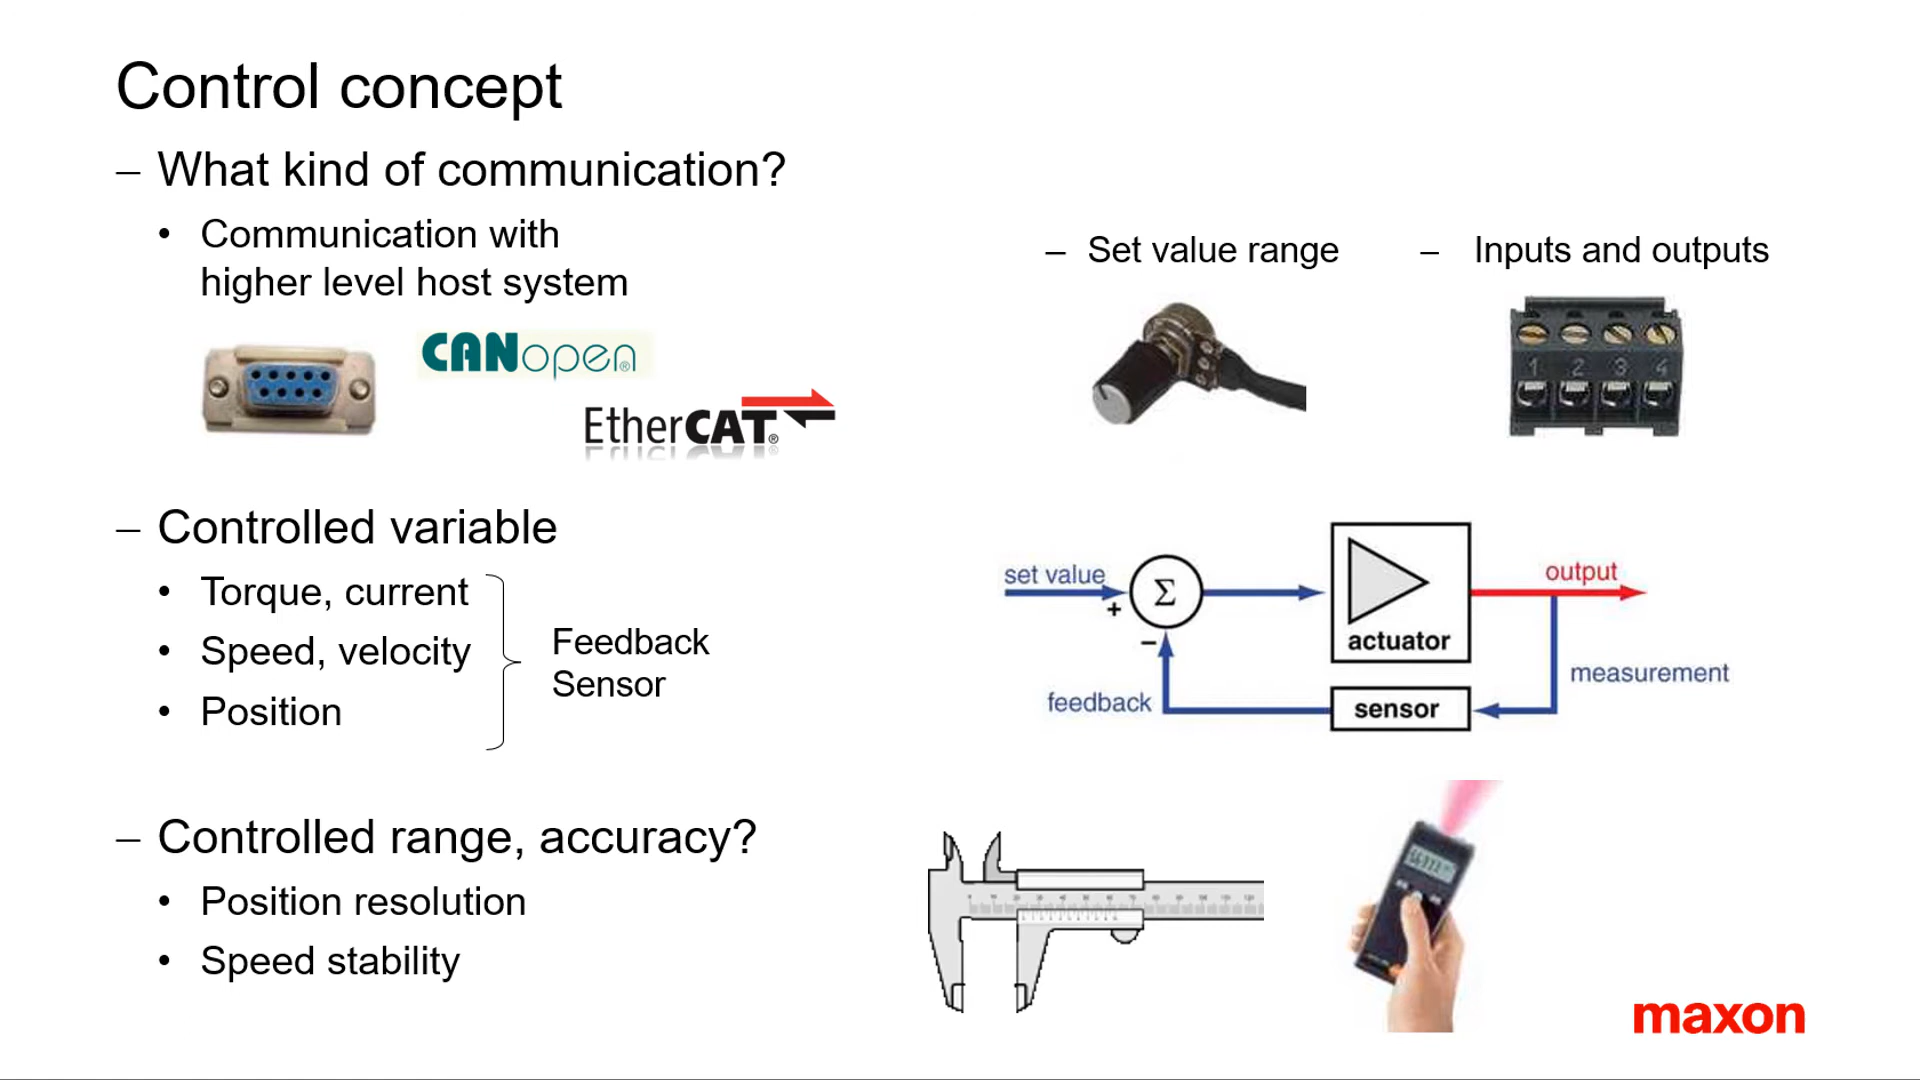 Control concept
– What kind of communication?
• Communication with
higher level host system
– Set value range
– Inputs and outputs
CANopen®
EtherCAT®
1 2 3 4
– Controlled variable
• Torque, current
• Speed, velocity
• Position
Feedback
Sensor
set value
+
Σ
−
actuator
output
measurement
feedback
sensor
– Controlled range, accuracy?
• Position resolution
• Speed stability
maxon